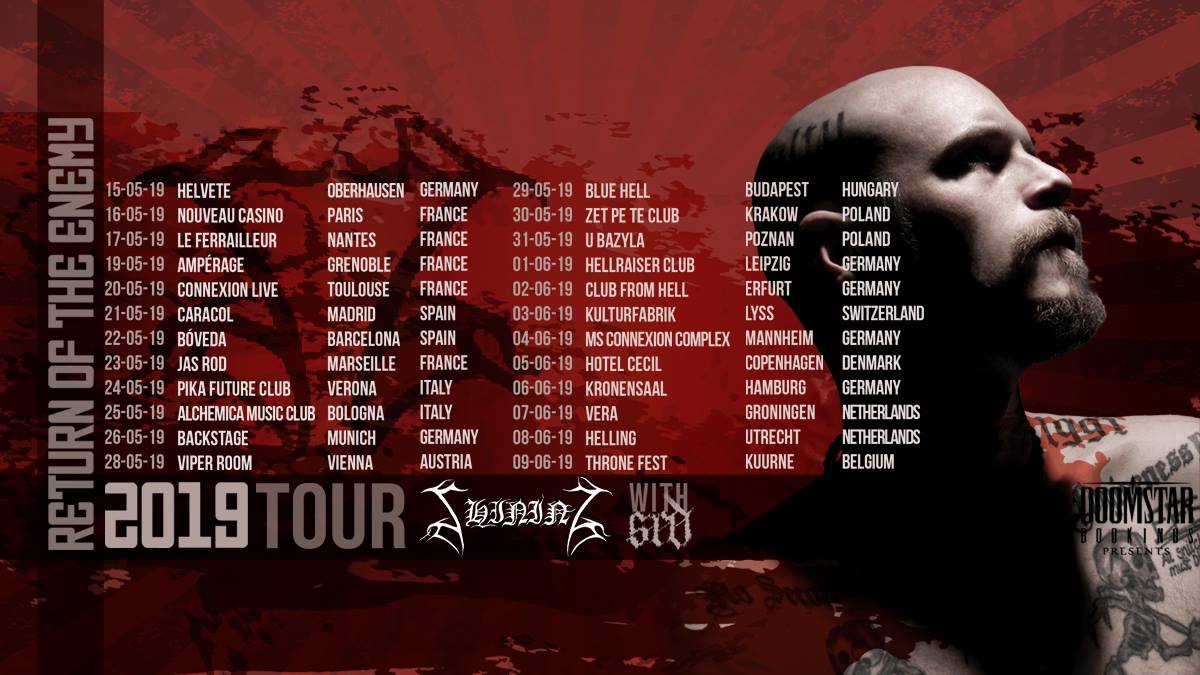 RETURN OF THE ENEMY
15-05-19 HELVETE OBERHAUSEN GERMANY
16-05-19 NOUVEAU CASINO PARIS FRANCE
17-05-19 LE FERRAILLEUR NANTES FRANCE
19-05-19 AMPÉRAGE GRENOBLE FRANCE
20-05-19 CONNEXION LIVE TOULOUSE FRANCE
21-05-19 CARACOL MADRID SPAIN
22-05-19 BÓVEDA BARCELONA SPAIN
23-05-19 JAS ROD MARSEILLE FRANCE
24-05-19 PIKA FUTURE CLUB VERONA ITALY
25-05-19 ALCHEMICA MUSIC CLUB BOLOGNA ITALY
26-05-19 BACKSTAGE MUNICH GERMANY
28-05-19 VIPER ROOM VIENNA AUSTRIA
29-05-19 BLUE HELL BUDAPEST HUNGARY
30-05-19 ZET PE TE CLUB KRAKOW POLAND
31-05-19 U BAZYLA POZNAN POLAND
01-06-19 HELLRAISER CLUB LEIPZIG GERMANY
02-06-19 CLUB FROM HELL ERFURT GERMANY
03-06-19 KULTURFABRIK LYSS SWITZERLAND
04-06-19 MS CONNEXION COMPLEX MANNHEIM GERMANY
05-06-19 HOTEL CECIL COPENHAGEN DENMARK
06-06-19 KRONENSAAL HAMBURG GERMANY
07-06-19 VERA GRONINGEN NETHERLANDS
08-06-19 HELLING UTRECHT NETHERLANDS
09-06-19 THRONE FEST KUURNE BELGIUM
2019 TOUR SHINING WITH
DOOMSTAR
BOOKINGS
PRESENTS